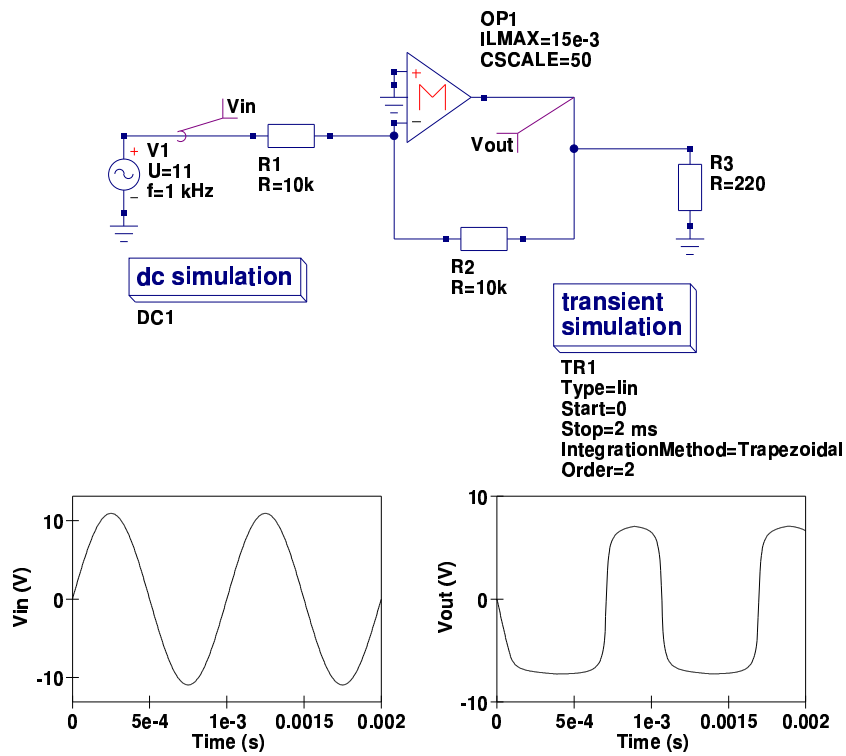 OP1
ILMAX=15e-3
CSCALE=50
+
M
−
Vin
Vout
+
V1
U=11
f=1 kHz
−
R1
R=10k
R3
R=220
R2
R=10k
dc simulation
DC1
transient
simulation
TR1
Type=lin
Start=0
Stop=2 ms
IntegrationMethod=Trapezoidal
Order=2
10
0
-10
Vin (V)
0
5e-4
1e-3
0.0015
0.002
Time (s)
10
0
-10
Vout (V)
0
5e-4
1e-3
0.0015
0.002
Time (s)